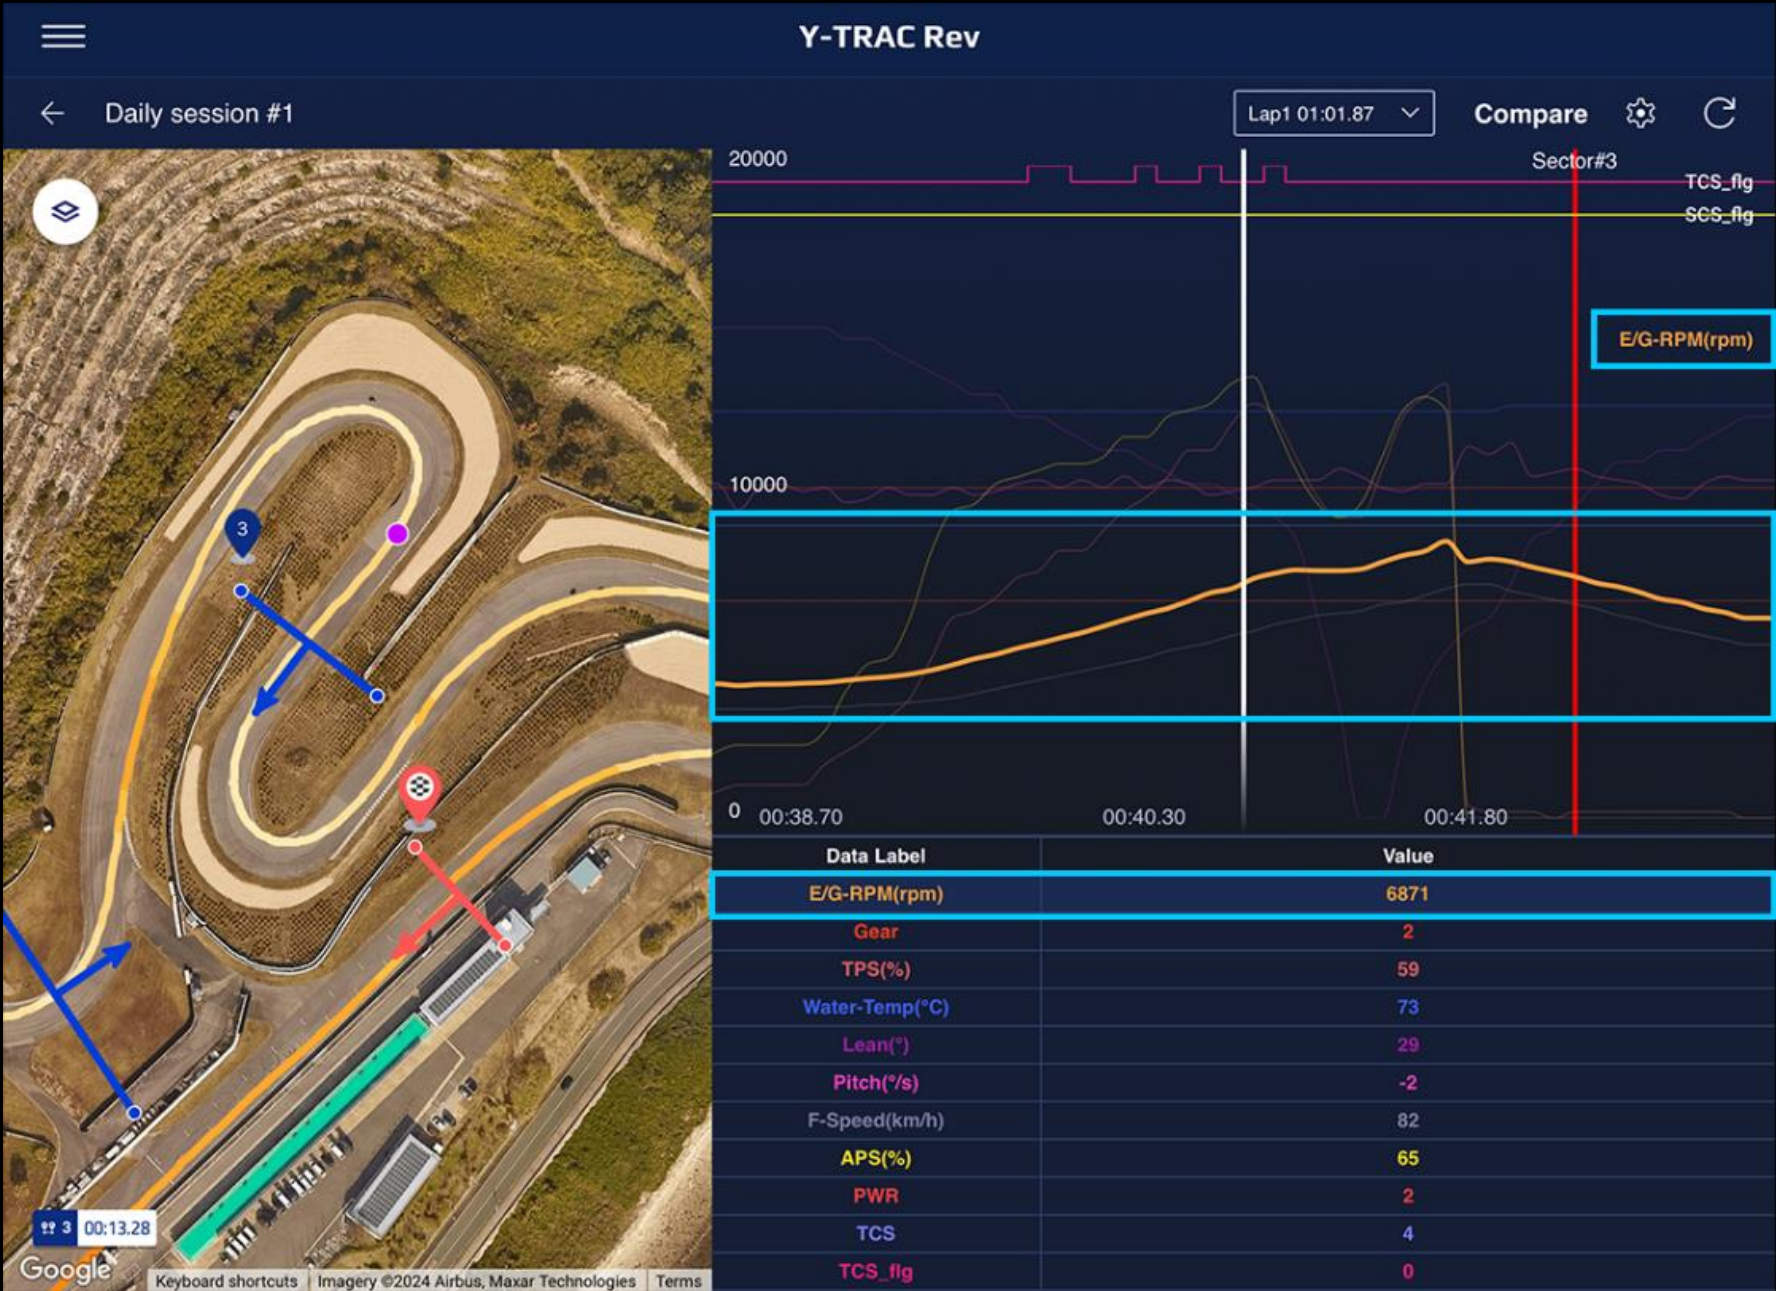 Y-TRAC Rev
Daily session #1
Lap1 01:01.87
Compare
20000
Sector#3
TCS_flg
SCS_flg
E/G-RPM(rpm)
10000
0
00:38.70
00:40.30
00:41.80
3
3 00:13.28
Google
Keyboard shortcuts
Imagery ©2024 Airbus, Maxar Technologies
Terms
Data Label Value
E/G-RPM(rpm) 6871
Gear 2
TPS(%) 59
Water-Temp(°C) 73
Lean(°) 29
Pitch(°/s) -2
F-Speed(km/h) 82
APS(%) 65
PWR 2
TCS 4
TCS_flg 0